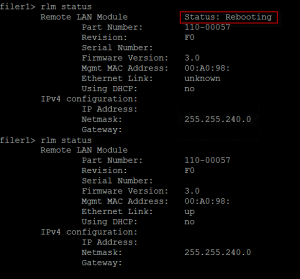 filer1> rlm status
Remote LAN Module Status: Rebooting
Part Number: 110-00057
Revision: F0
Serial Number:
Firmware Version: 3.0
Mgmt MAC Address: 00:A0:98:
Ethernet Link: unknown
Using DHCP: no
IPv4 configuration:
IP Address:
Netmask: 255.255.240.0
Gateway:
filer1> rlm status
Remote LAN Module
Part Number: 110-00057
Revision: F0
Serial Number:
Firmware Version: 3.0
Mgmt MAC Address: 00:A0:98:
Ethernet Link: up
Using DHCP: no
IPv4 configuration:
IP Address:
Netmask: 255.255.240.0
Gateway: